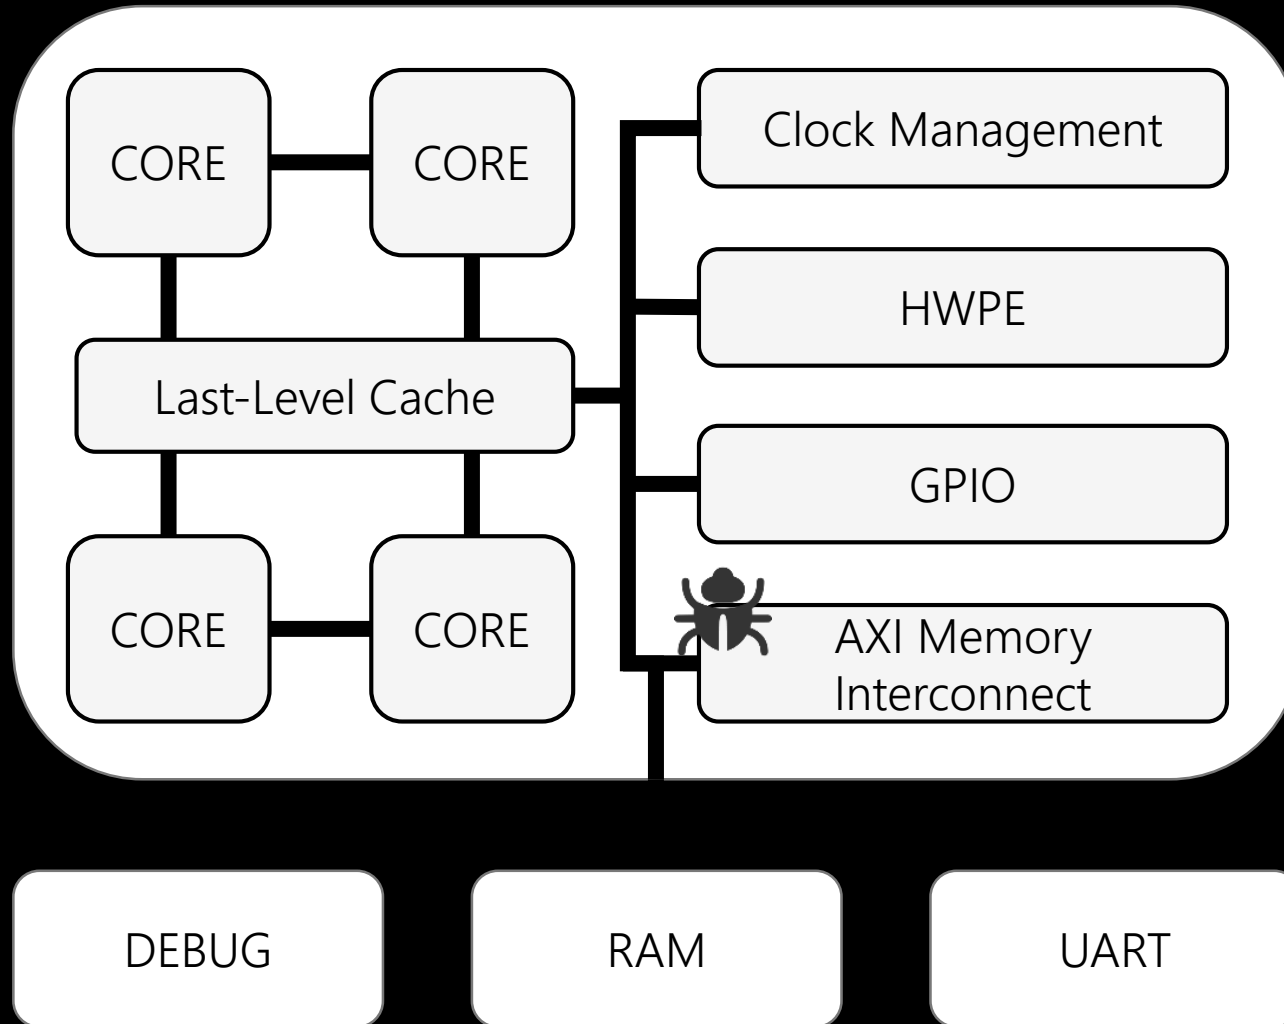 CORE
CORE
Clock Management
HWPE
Last-Level Cache
GPIO
CORE
CORE
AXI Memory
Interconnect
DEBUG
RAM
UART